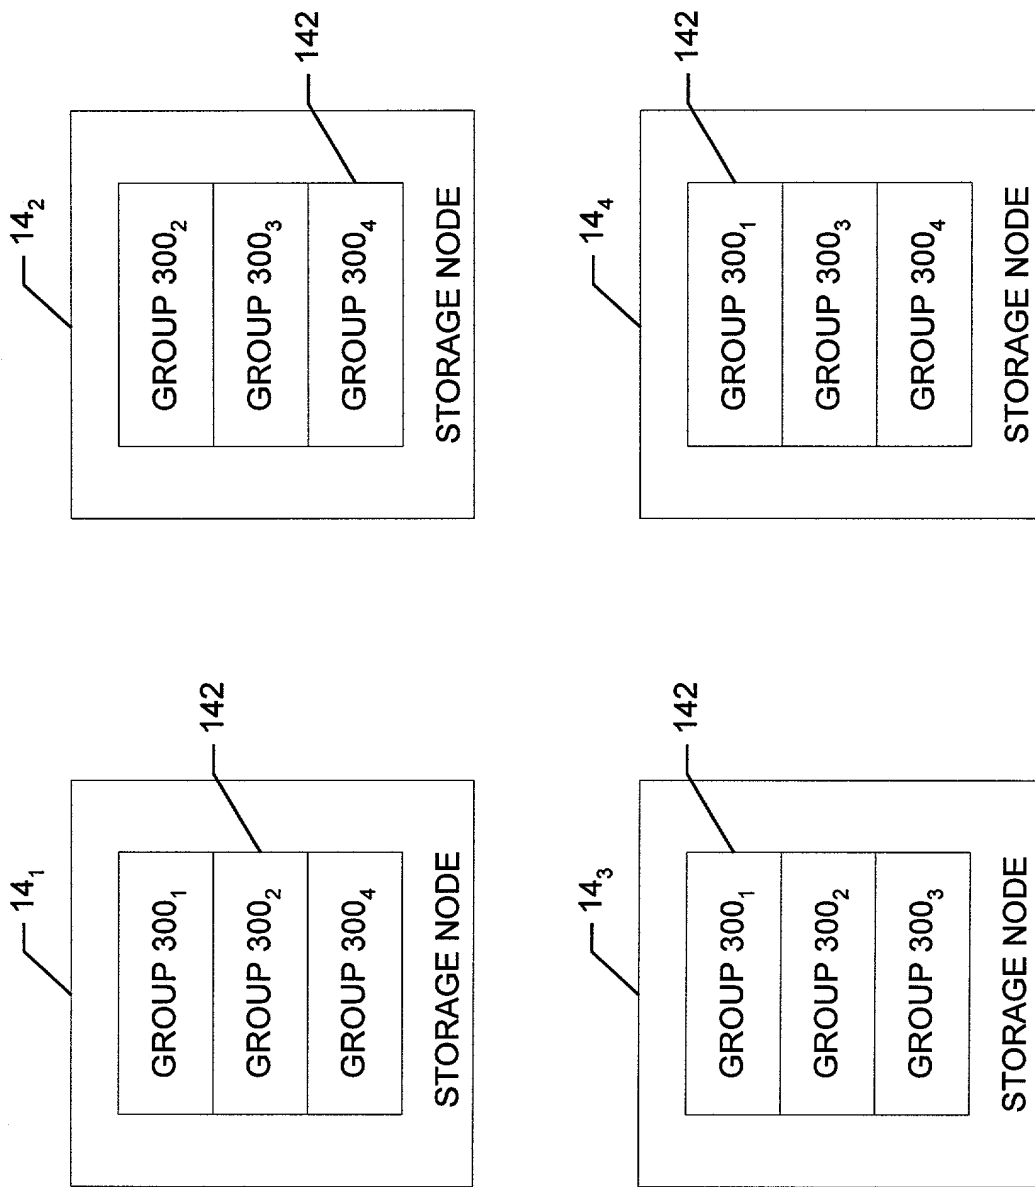 14₁
142
GROUP 300₁
GROUP 300₂
GROUP 300₄
STORAGE NODE
14₂
142
GROUP 300₂
GROUP 300₃
GROUP 300₄
STORAGE NODE
14₃
142
GROUP 300₁
GROUP 300₂
GROUP 300₃
STORAGE NODE
14₄
142
GROUP 300₁
GROUP 300₃
GROUP 300₄
STORAGE NODE